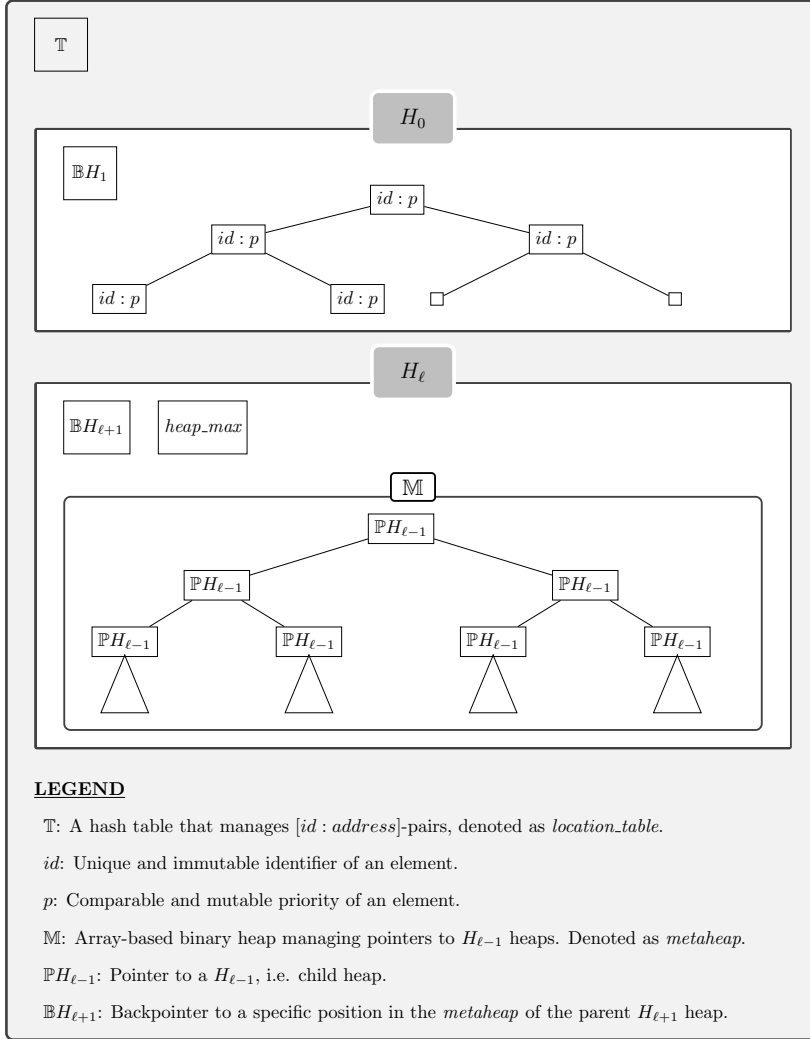 𝕋
H₀
𝔹H₁
id : p
id : p id : p
id : p id : p
H_ℓ
𝔹H_{ℓ+1} heap_max
𝕄
ℙH_{ℓ−1}
ℙH_{ℓ−1} ℙH_{ℓ−1}
ℙH_{ℓ−1} ℙH_{ℓ−1} ℙH_{ℓ−1} ℙH_{ℓ−1}
LEGEND
𝕋: A hash table that manages [id : address]-pairs, denoted as location_table.
id: Unique and immutable identifier of an element.
p: Comparable and mutable priority of an element.
𝕄: Array-based binary heap managing pointers to H_{ℓ−1} heaps. Denoted as metaheap.
ℙH_{ℓ−1}: Pointer to a H_{ℓ−1}, i.e. child heap.
𝔹H_{ℓ+1}: Backpointer to a specific position in the metaheap of the parent H_{ℓ+1} heap.